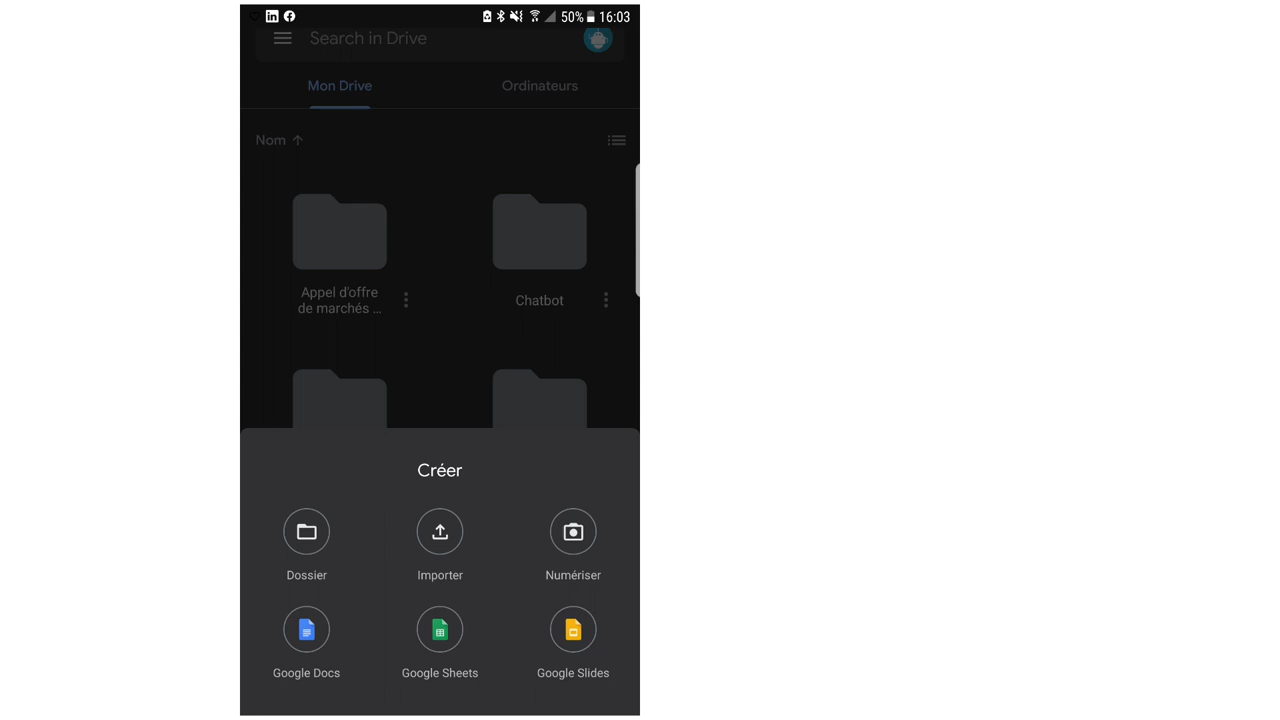 50% 16:03
Search in Drive
Mon Drive Ordinateurs
Nom
Appel d'offre
de marchés ...
Chatbot
Créer
Dossier Importer Numériser
Google Docs Google Sheets Google Slides